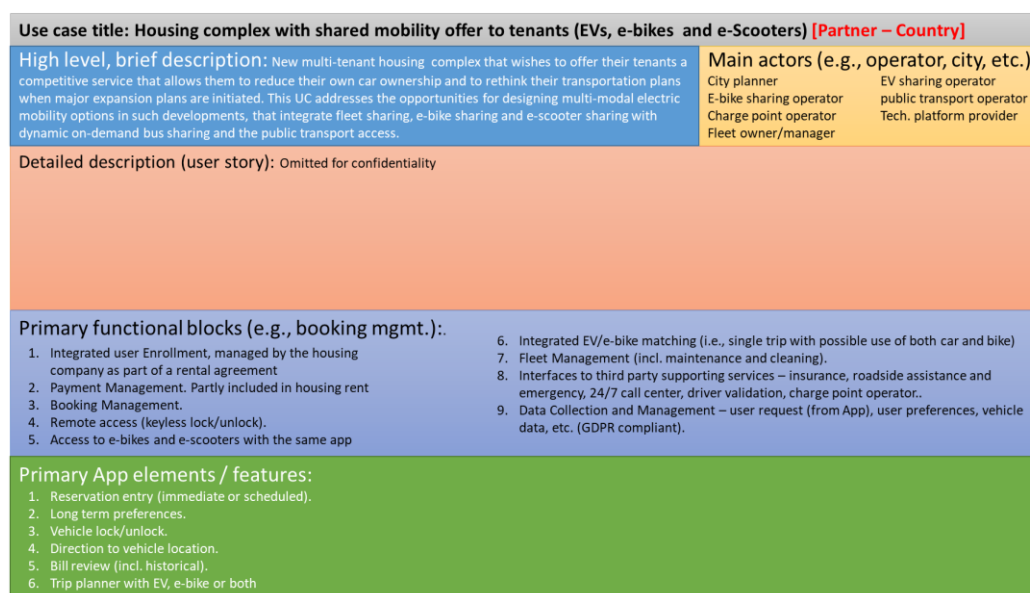 Use case title: Housing complex with shared mobility offer to tenants (EVs, e-bikes and e-Scooters) [Partner – Country]
High level, brief description: New multi-tenant housing complex that wishes to offer their tenants a
competitive service that allows them to reduce their own car ownership and to rethink their transportation plans
when major expansion plans are initiated. This UC addresses the opportunities for designing multi-modal electric
mobility options in such developments, that integrate fleet sharing, e-bike sharing and e-scooter sharing with
dynamic on-demand bus sharing and the public transport access.
Main actors (e.g., operator, city, etc.)
City planner
E-bike sharing operator
Charge point operator
Fleet owner/manager
EV sharing operator
public transport operator
Tech. platform provider
Detailed description (user story): Omitted for confidentiality
Primary functional blocks (e.g., booking mgmt.):.
1. Integrated user Enrollment, managed by the housing
company as part of a rental agreement
2. Payment Management. Partly included in housing rent
3. Booking Management.
4. Remote access (keyless lock/unlock).
5. Access to e-bikes and e-scooters with the same app
6. Integrated EV/e-bike matching (i.e., single trip with possible use of both car and bike)
7. Fleet Management (incl. maintenance and cleaning).
8. Interfaces to third party supporting services – insurance, roadside assistance and
emergency, 24/7 call center, driver validation, charge point operator..
9. Data Collection and Management – user request (from App), user preferences, vehicle
data, etc. (GDPR compliant).
Primary App elements / features:
1. Reservation entry (immediate or scheduled).
2. Long term preferences.
3. Vehicle lock/unlock.
4. Direction to vehicle location.
5. Bill review (incl. historical).
6. Trip planner with EV, e-bike or both